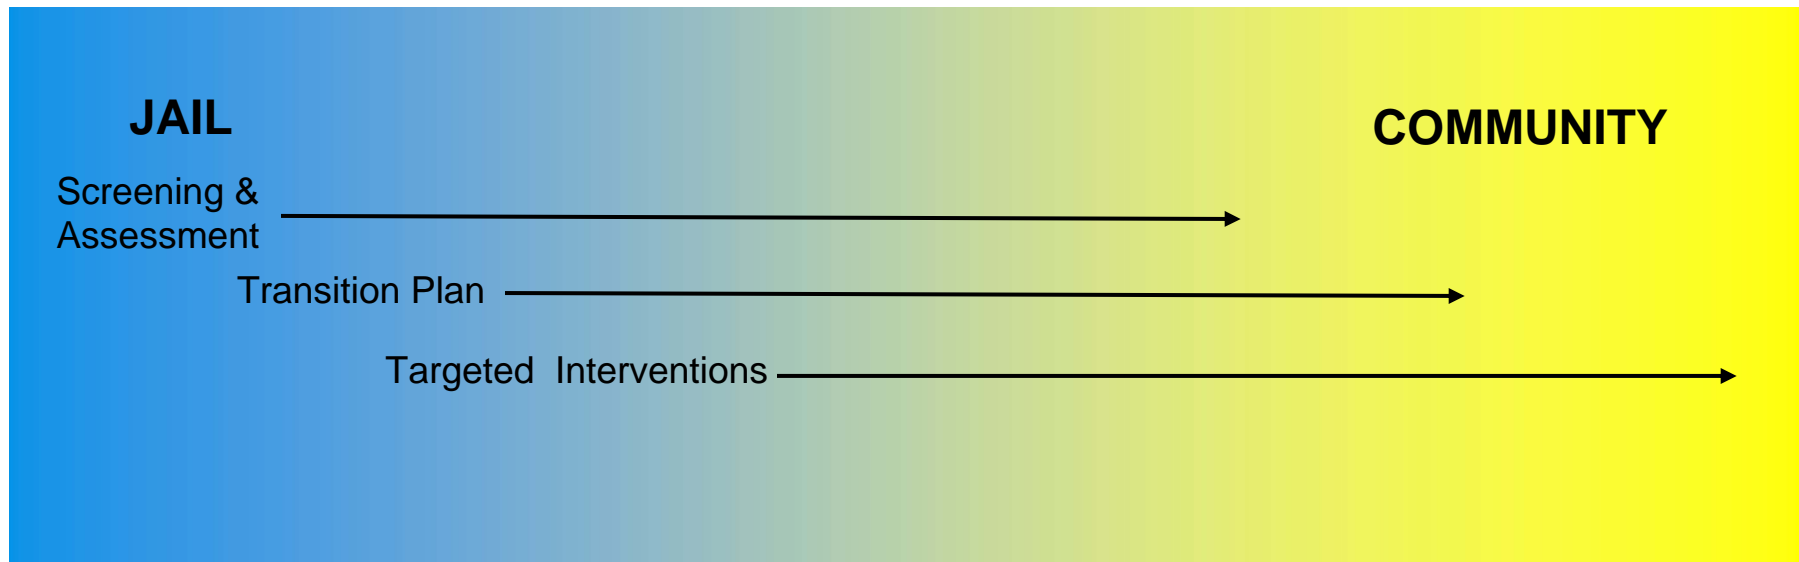 JAIL
COMMUNITY
Screening &
Assessment
Transition Plan
Targeted  Interventions